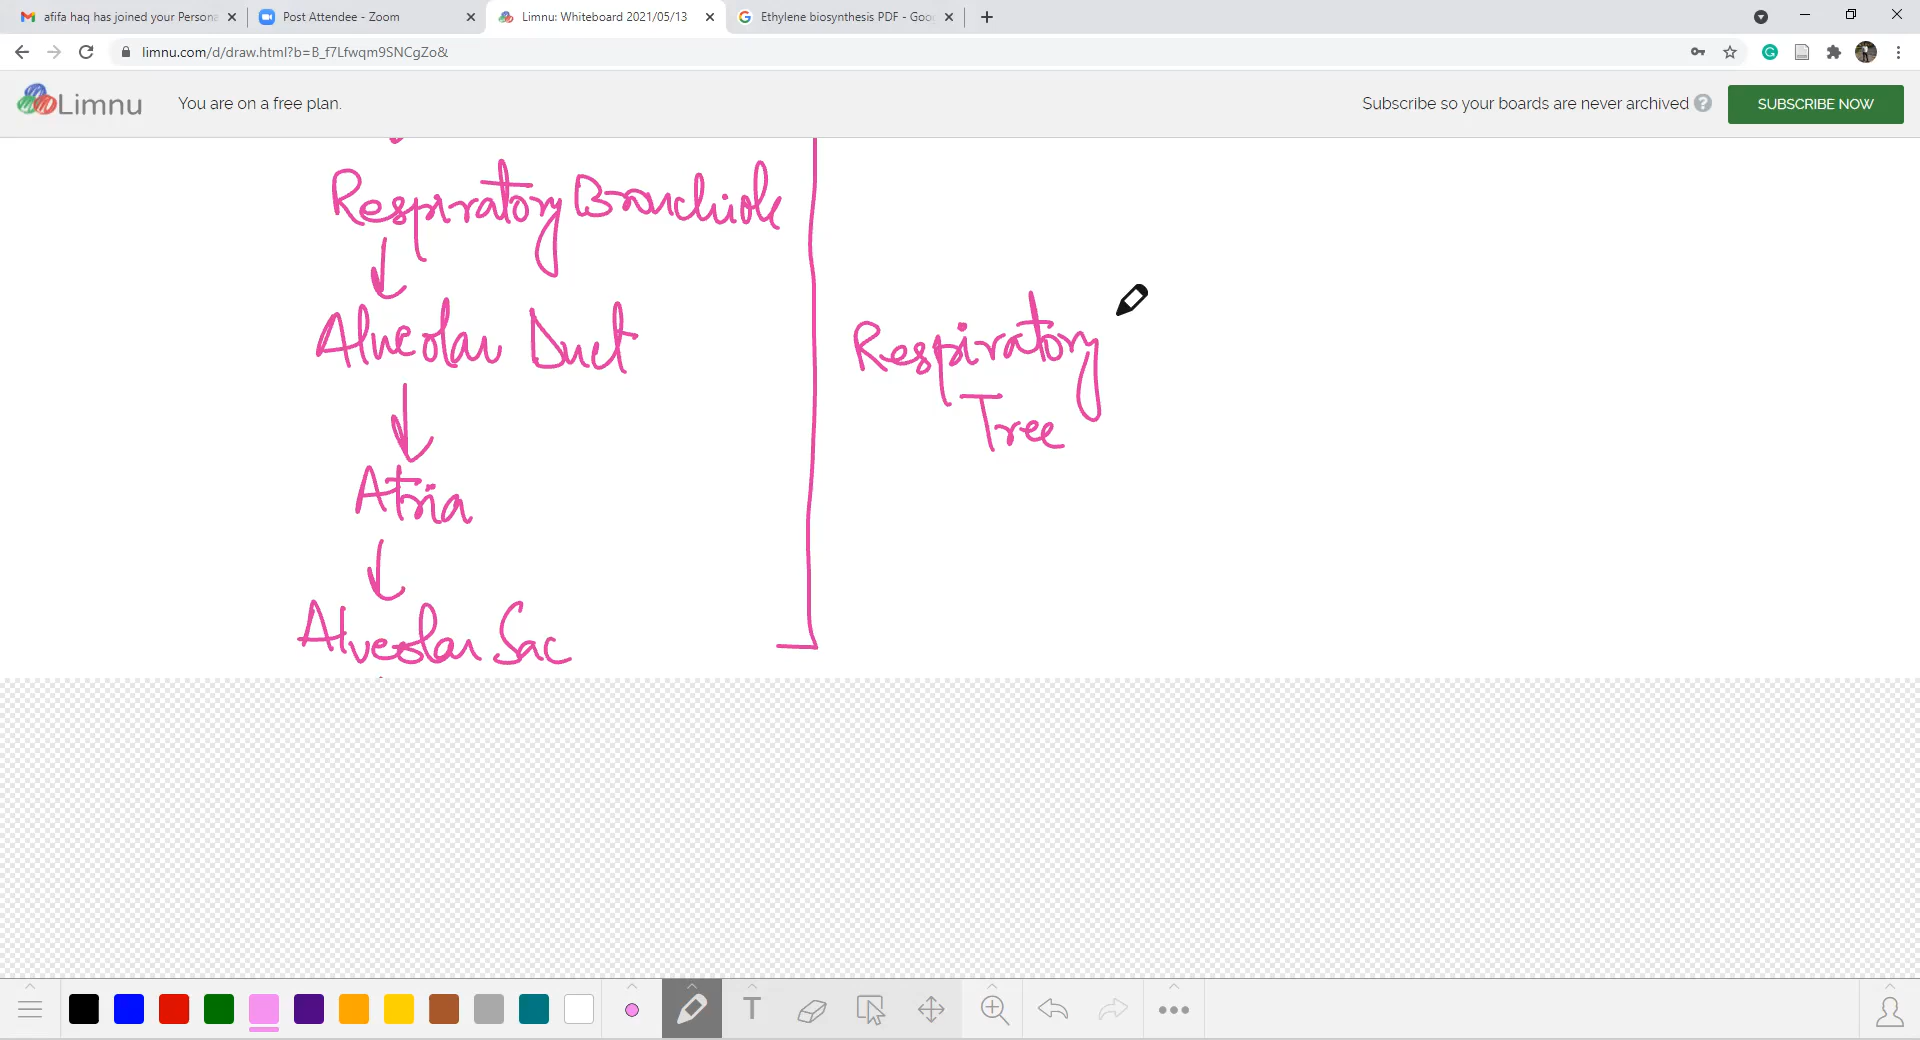 afifa haq has joined your Persona
Post Attendee - Zoom
Limnu: Whiteboard 2021/05/13
Ethylene biosynthesis PDF - Goo
limnu.com/d/draw.html?b=B_f7Lfwqm9SNCgZo&
Limnu
You are on a free plan.
Subscribe so your boards are never archived ?
SUBSCRIBE NOW
Respiratory Bronchiole
Alveolar Duct
Respiratory
Tree
Atria
Alveolar Sac
T